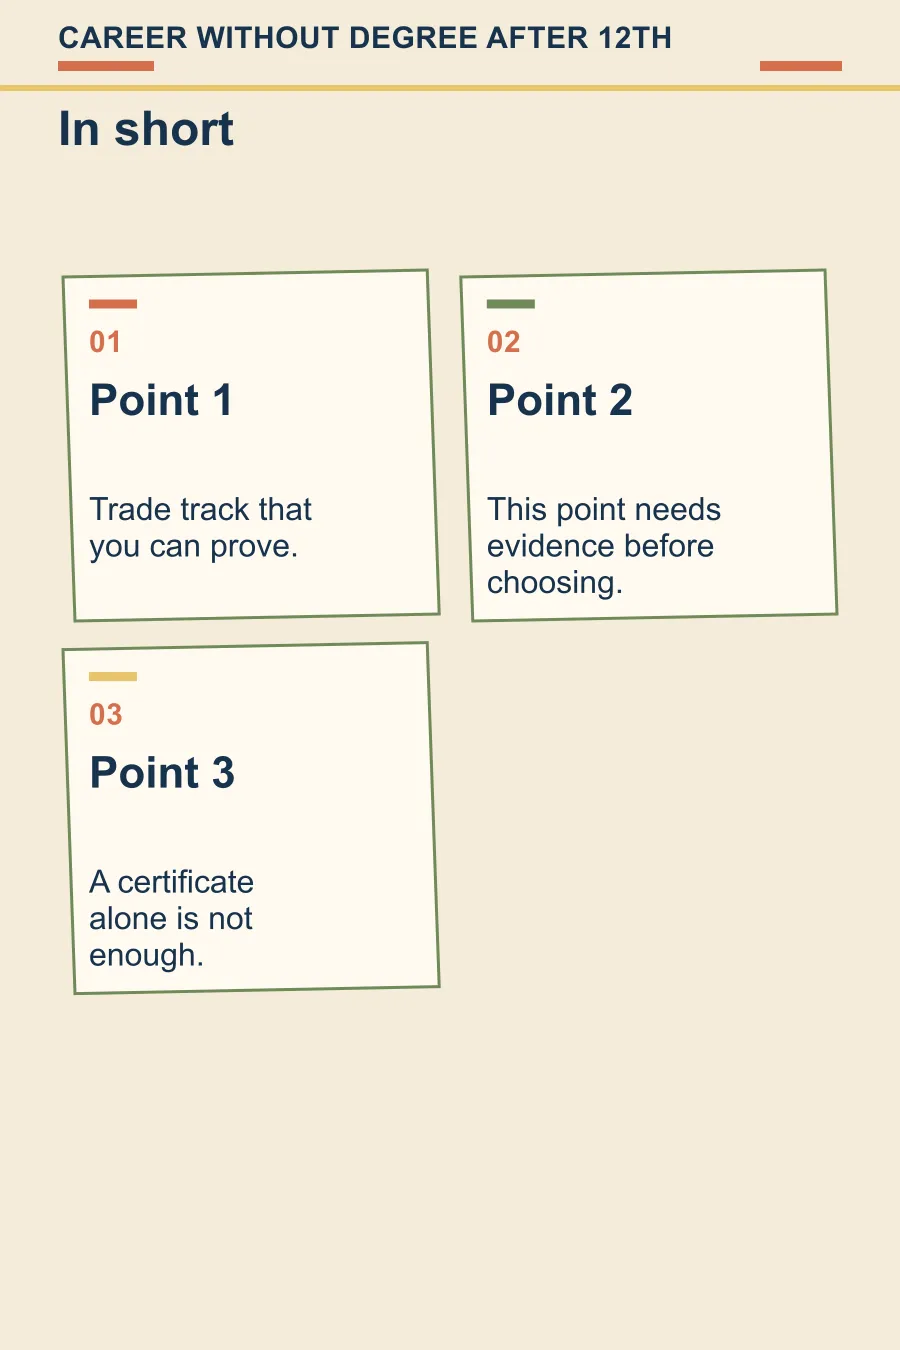 CAREER WITHOUT DEGREE AFTER 12TH
In short
01
Point 1
Trade track that
you can prove.
02
Point 2
This point needs
evidence before
choosing.
03
Point 3
A certificate
alone is not
enough.